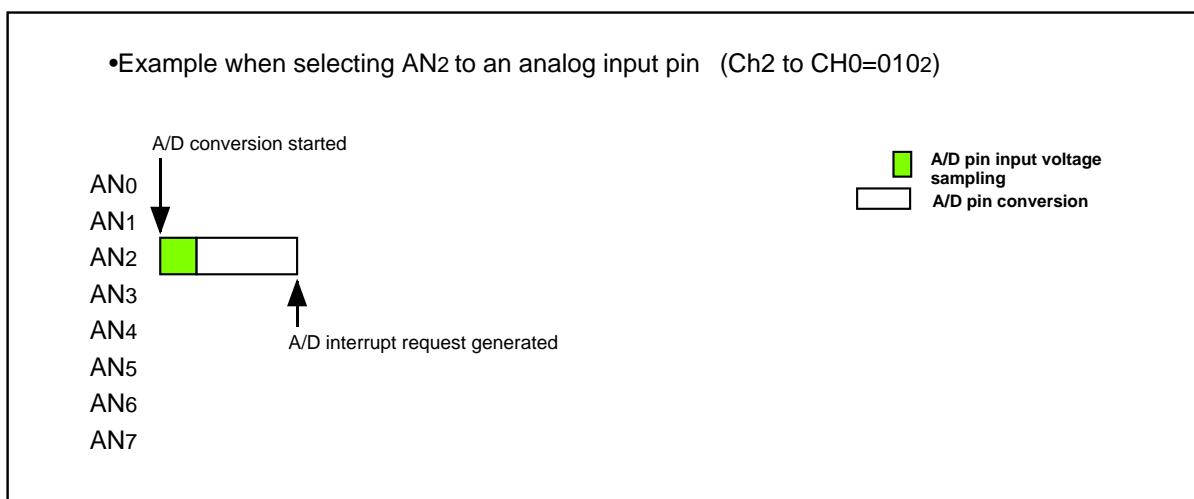 •Example when selecting AN2 to an analog input pin (Ch2 to CH0=0102)
A/D conversion started
A/D pin input voltage
sampling
A/D pin conversion
AN0
AN1
AN2
AN3
AN4
A/D interrupt request generated
AN5
AN6
AN7